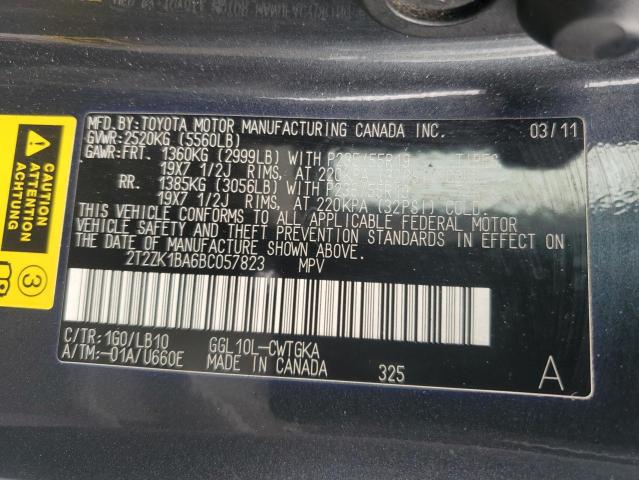 MFD. BY: TOYOTA MOTOR MANUFACTURING CANADA INC. 03/11
GVWR: 2520KG (5560LB)
GAWR: FRT. 1360KG (2999LB) WITH
19X7 1/2J RIMS, AT 220
RR. 1385KG (3056LB) WITH
19X7 1/2J RIMS, AT 220KPA (32PSI) COLD.
THIS VEHICLE CONFORMS TO ALL APPLICABLE FEDERAL MOTOR
VEHICLE SAFETY AND THEFT PREVENTION STANDARDS IN EFFECT ON
THE DATE OF MANUFACTURE SHOWN ABOVE.
2T2ZK1BA6BC057823 MPV
C/TR: 1G0/LB10 GGL10L-CWTGKA
A/TM:-01A/U660E MADE IN CANADA 325 A
CAUTION
ATTENTION
3